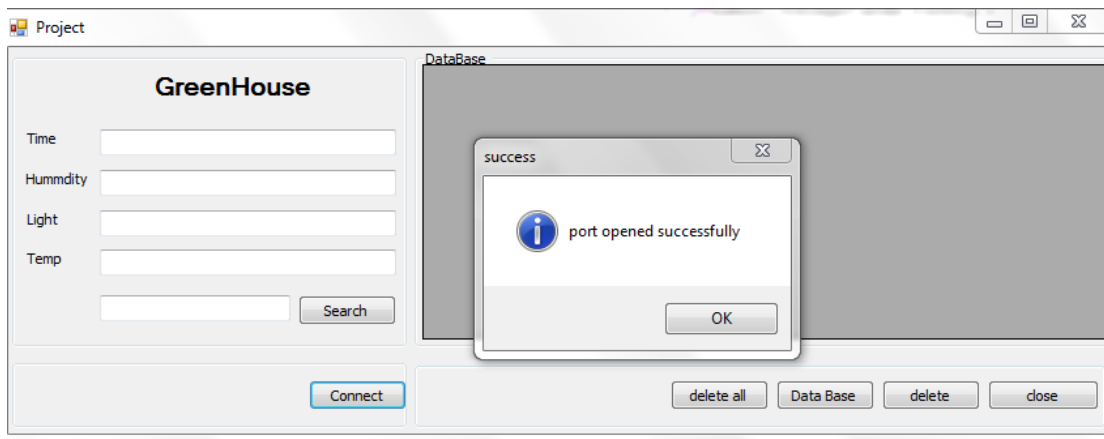 Project
GreenHouse
Time
Hummdity
Light
Temp
Search
Connect
DataBase
success
port opened successfully
OK
delete all
Data Base
delete
close